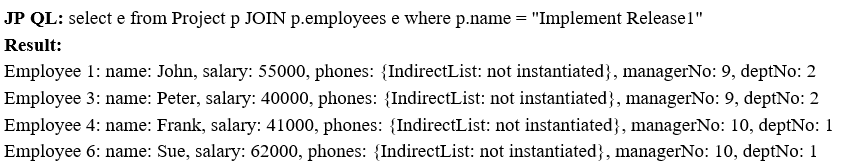 JP QL: select e from Project p JOIN p.employees e where p.name = "Implement Release1"
Result:
Employee 1: name: John, salary: 55000, phones: {IndirectList: not instantiated}, managerNo: 9, deptNo: 2
Employee 3: name: Peter, salary: 40000, phones: {IndirectList: not instantiated}, managerNo: 9, deptNo: 2
Employee 4: name: Frank, salary: 41000, phones: {IndirectList: not instantiated}, managerNo: 10, deptNo: 1
Employee 6: name: Sue, salary: 62000, phones: {IndirectList: not instantiated}, managerNo: 10, deptNo: 1